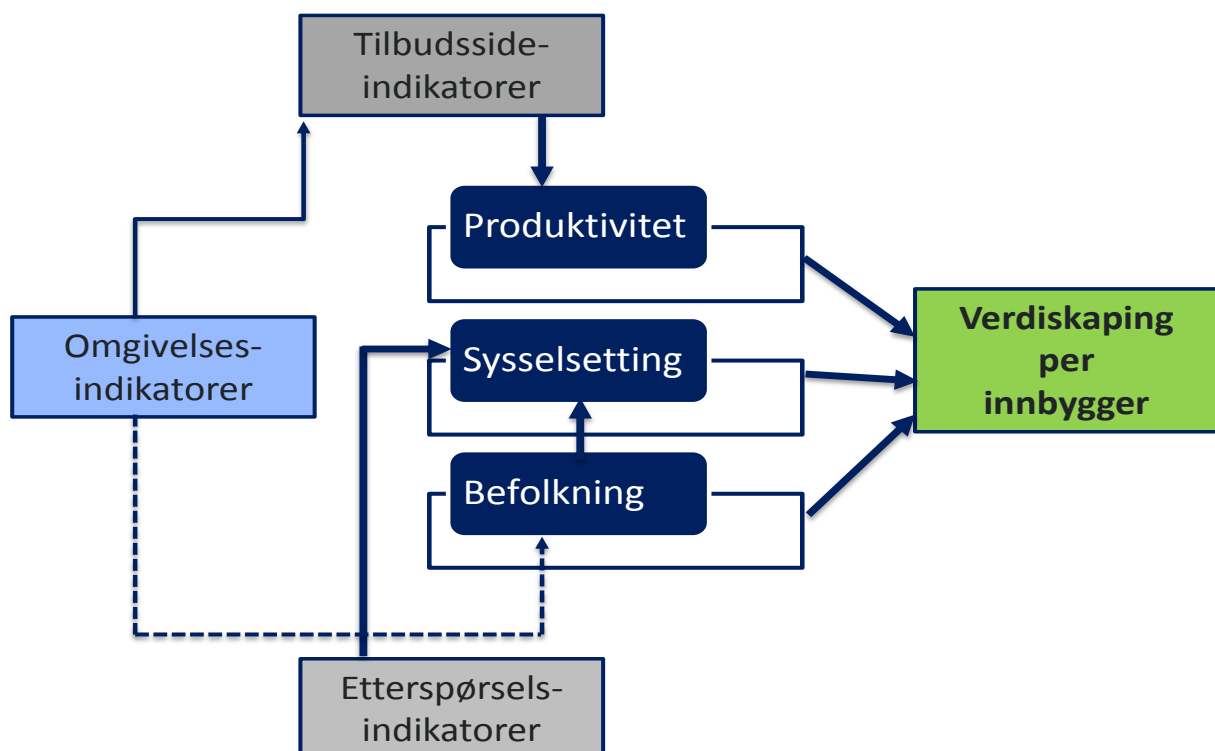 Tilbudsside-
indikatorer
Produktivitet
Omgivelses-
indikatorer
Sysselsetting
Verdiskaping
per
innbygger
Befolkning
Etterspørsels-
indikatorer